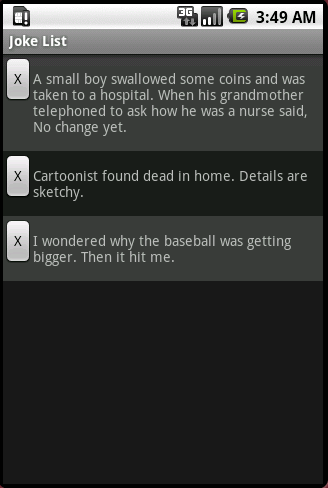 3G 3:49 AM
Joke List
X A small boy swallowed some coins and was
taken to a hospital. When his grandmother
telephoned to ask how he was a nurse said,
No change yet.
X Cartoonist found dead in home. Details are
sketchy.
X I wondered why the baseball was getting
bigger. Then it hit me.